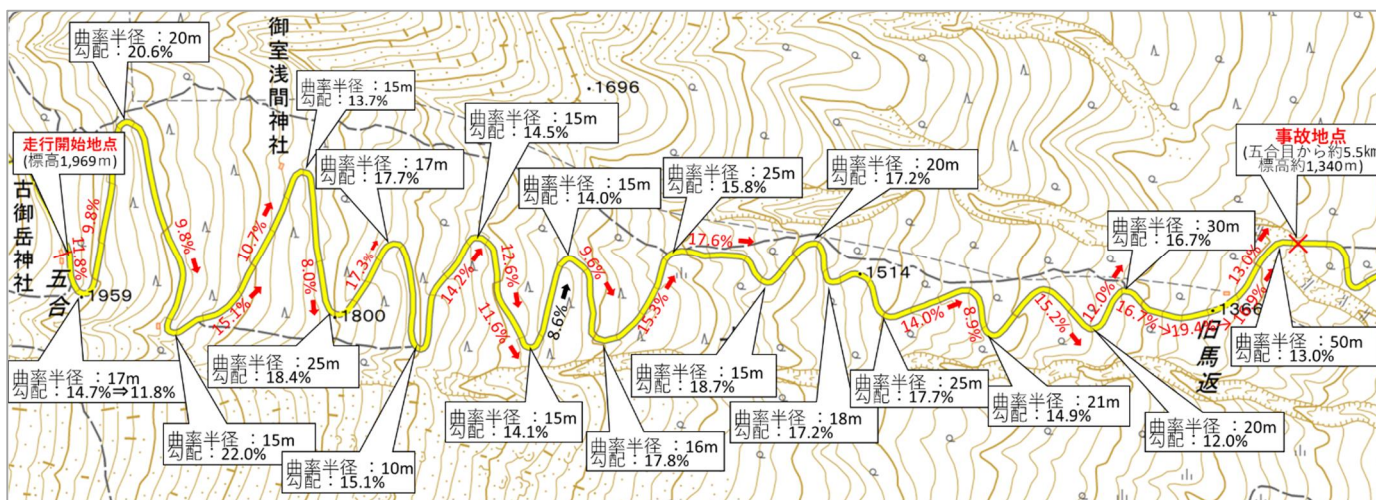 曲率半径 :20m
勾配:20.6%
御室浅間神社
曲率半径 :15m
勾配:13.7%
・1696
曲率半径 :15m
勾配:14.5%
走行開始地点
(標高1,969m)
曲率半径 :17m
勾配:17.7%
曲率半径 :15m
勾配:14.0%
曲率半径 :25m
勾配:15.8%
曲率半径 :20m
勾配:17.2%
事故地点
(五合目から約5.5km
標高約1,340m)
曲率半径 :30m
勾配:16.7%
古御岳神社
五合
11.8%
9.8%
・1959
9.8%
15.1%
10.7%
8.0%
・1800
17.3%
14.2%
12.6%
11.6%
8.6%
9.6%
15.3%
17.6%
・1514
14.0%
8.9%
15.2%
12.0%
16.7%
19.4%
・1366
13.0%
旧馬返
曲率半径 :17m
勾配:14.7%⇒11.8%
曲率半径 :15m
勾配:22.0%
曲率半径 :25m
勾配:18.4%
曲率半径 :10m
勾配:15.1%
曲率半径 :15m
勾配:14.1%
曲率半径 :16m
勾配:17.8%
曲率半径 :15m
勾配:18.7%
曲率半径 :18m
勾配:17.2%
曲率半径 :25m
勾配:17.7%
曲率半径 :21m
勾配:14.9%
曲率半径 :20m
勾配:12.0%
曲率半径 :50m
勾配:13.0%